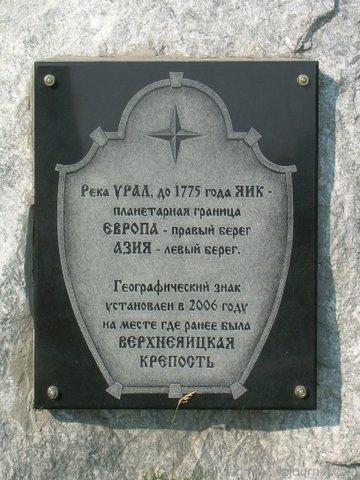 Река УРАЛ, до 1775 года ЯИК -
планетарная граница
ЕВРОПА - правый берег
АЗИЯ - левый берег.
Географический знак
установлен в 2006 году
на месте где ранее была
ВЕРХНЕЯИЦКАЯ
КРЕПОСТЬ